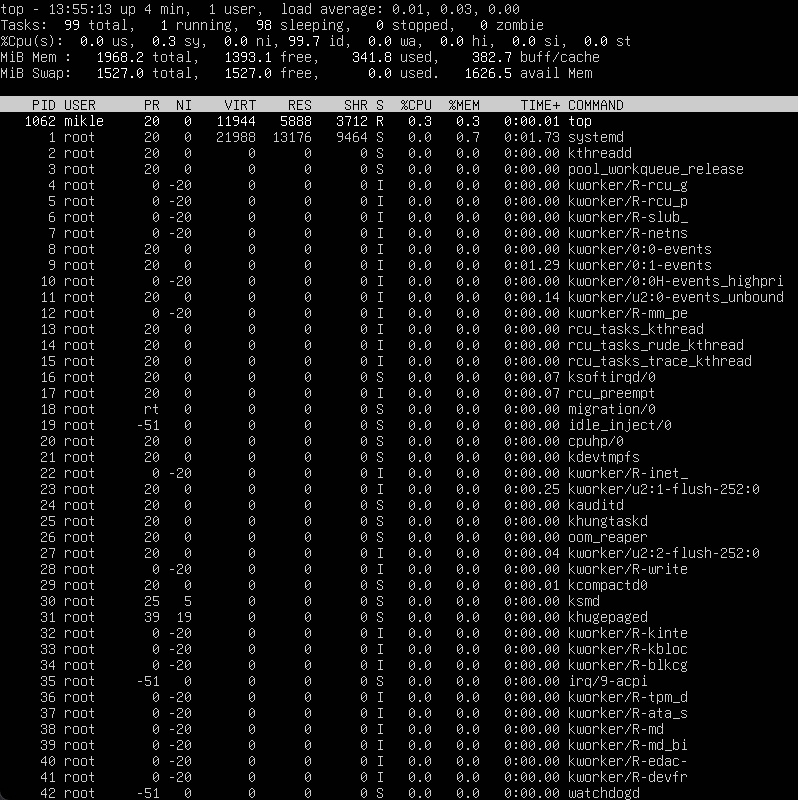 top - 13:55:13 up 4 min,  1 user,  load average: 0.01, 0.03, 0.00
Tasks:  99 total,   1 running,  98 sleeping,   0 stopped,   0 zombie
%Cpu(s):  0.0 us,  0.3 sy,  0.0 ni, 99.7 id,  0.0 wa,  0.0 hi,  0.0 si,  0.0 st
MiB Mem :   1968.2 total,   1393.1 free,    341.8 used,    382.7 buff/cache
MiB Swap:   1527.0 total,   1527.0 free,      0.0 used.   1626.5 avail Mem
PID USER      PR  NI    VIRT    RES    SHR S  %CPU  %MEM     TIME+ COMMAND
1062 mikle     20   0   11944   5888   3712 R   0.3   0.3   0:00.01 top
1 root      20   0   21988  13176   9464 S   0.0   0.7   0:01.73 systemd
2 root      20   0       0      0      0 S   0.0   0.0   0:00.00 kthreadd
3 root      20   0       0      0      0 S   0.0   0.0   0:00.00 pool_workqueue_release
4 root       0 -20       0      0      0 I   0.0   0.0   0:00.00 kworker/R-rcu_g
5 root       0 -20       0      0      0 I   0.0   0.0   0:00.00 kworker/R-rcu_p
6 root       0 -20       0      0      0 I   0.0   0.0   0:00.00 kworker/R-slub_
7 root       0 -20       0      0      0 I   0.0   0.0   0:00.00 kworker/R-netns
8 root      20   0       0      0      0 I   0.0   0.0   0:00.00 kworker/0:0-events
9 root      20   0       0      0      0 I   0.0   0.0   0:01.29 kworker/0:1-events
10 root       0 -20       0      0      0 I   0.0   0.0   0:00.00 kworker/0:0H-events_highpri
11 root      20   0       0      0      0 I   0.0   0.0   0:00.14 kworker/u2:0-events_unbound
12 root       0 -20       0      0      0 I   0.0   0.0   0:00.00 kworker/R-mm_pe
13 root      20   0       0      0      0 I   0.0   0.0   0:00.00 rcu_tasks_kthread
14 root      20   0       0      0      0 I   0.0   0.0   0:00.00 rcu_tasks_rude_kthread
15 root      20   0       0      0      0 I   0.0   0.0   0:00.00 rcu_tasks_trace_kthread
16 root      20   0       0      0      0 S   0.0   0.0   0:00.07 ksoftirqd/0
17 root      20   0       0      0      0 I   0.0   0.0   0:00.07 rcu_preempt
18 root      rt   0       0      0      0 S   0.0   0.0   0:00.00 migration/0
19 root     -51   0       0      0      0 S   0.0   0.0   0:00.00 idle_inject/0
20 root      20   0       0      0      0 S   0.0   0.0   0:00.00 cpuhp/0
21 root      20   0       0      0      0 S   0.0   0.0   0:00.00 kdevtmpfs
22 root       0 -20       0      0      0 I   0.0   0.0   0:00.00 kworker/R-inet_
23 root      20   0       0      0      0 I   0.0   0.0   0:00.25 kworker/u2:1-flush-252:0
24 root      20   0       0      0      0 S   0.0   0.0   0:00.00 kauditd
25 root      20   0       0      0      0 S   0.0   0.0   0:00.00 khungtaskd
26 root      20   0       0      0      0 S   0.0   0.0   0:00.00 oom_reaper
27 root      20   0       0      0      0 I   0.0   0.0   0:00.04 kworker/u2:2-flush-252:0
28 root       0 -20       0      0      0 I   0.0   0.0   0:00.00 kworker/R-write
29 root      20   0       0      0      0 S   0.0   0.0   0:00.01 kcompactd0
30 root      25   5       0      0      0 S   0.0   0.0   0:00.00 ksmd
31 root      39  19       0      0      0 S   0.0   0.0   0:00.00 khugepaged
32 root       0 -20       0      0      0 I   0.0   0.0   0:00.00 kworker/R-kinte
33 root       0 -20       0      0      0 I   0.0   0.0   0:00.00 kworker/R-kbloc
34 root       0 -20       0      0      0 I   0.0   0.0   0:00.00 kworker/R-blkcg
35 root     -51   0       0      0      0 S   0.0   0.0   0:00.00 irq/9-acpi
36 root       0 -20       0      0      0 I   0.0   0.0   0:00.00 kworker/R-tpm_d
37 root       0 -20       0      0      0 I   0.0   0.0   0:00.00 kworker/R-ata_s
38 root       0 -20       0      0      0 I   0.0   0.0   0:00.00 kworker/R-md
39 root       0 -20       0      0      0 I   0.0   0.0   0:00.00 kworker/R-md_bi
40 root       0 -20       0      0      0 I   0.0   0.0   0:00.00 kworker/R-edac-
41 root       0 -20       0      0      0 I   0.0   0.0   0:00.00 kworker/R-devfr
42 root     -51   0       0      0      0 S   0.0   0.0   0:00.00 watchdogd